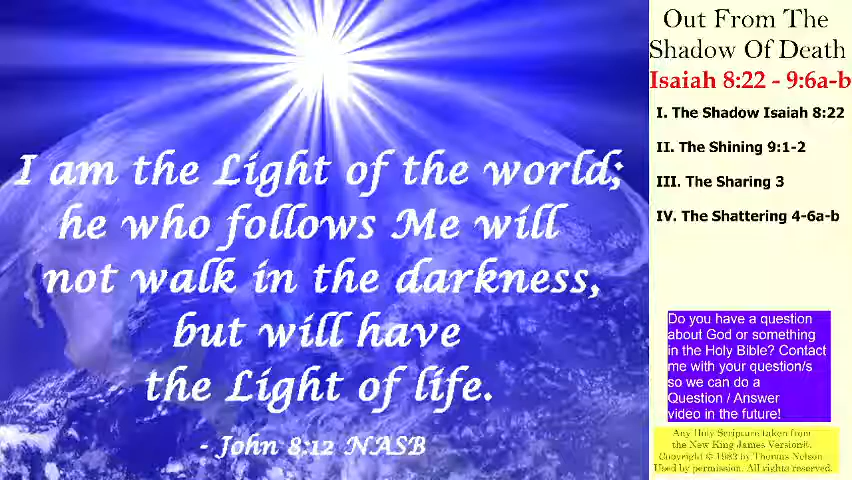 I am the Light of the world;
he who follows Me will
not walk in the darkness,
but will have
the Light of life.
- John 8:12 NASB
Out From The
Shadow Of Death
Isaiah 8:22 - 9:6a-b
I. The Shadow Isaiah 8:22
II. The Shining 9:1-2
III. The Sharing 3
IV. The Shattering 4-6a-b
Do you have a question
about God or something
in the Holy Bible? Contact
me with your question/s
so we can do a
Question / Answer
video in the future!
Any Holy Scripture taken from
the New King James Version®.
Copyright © 1982 by Thomas Nelson.
Used by permission. All rights reserved.